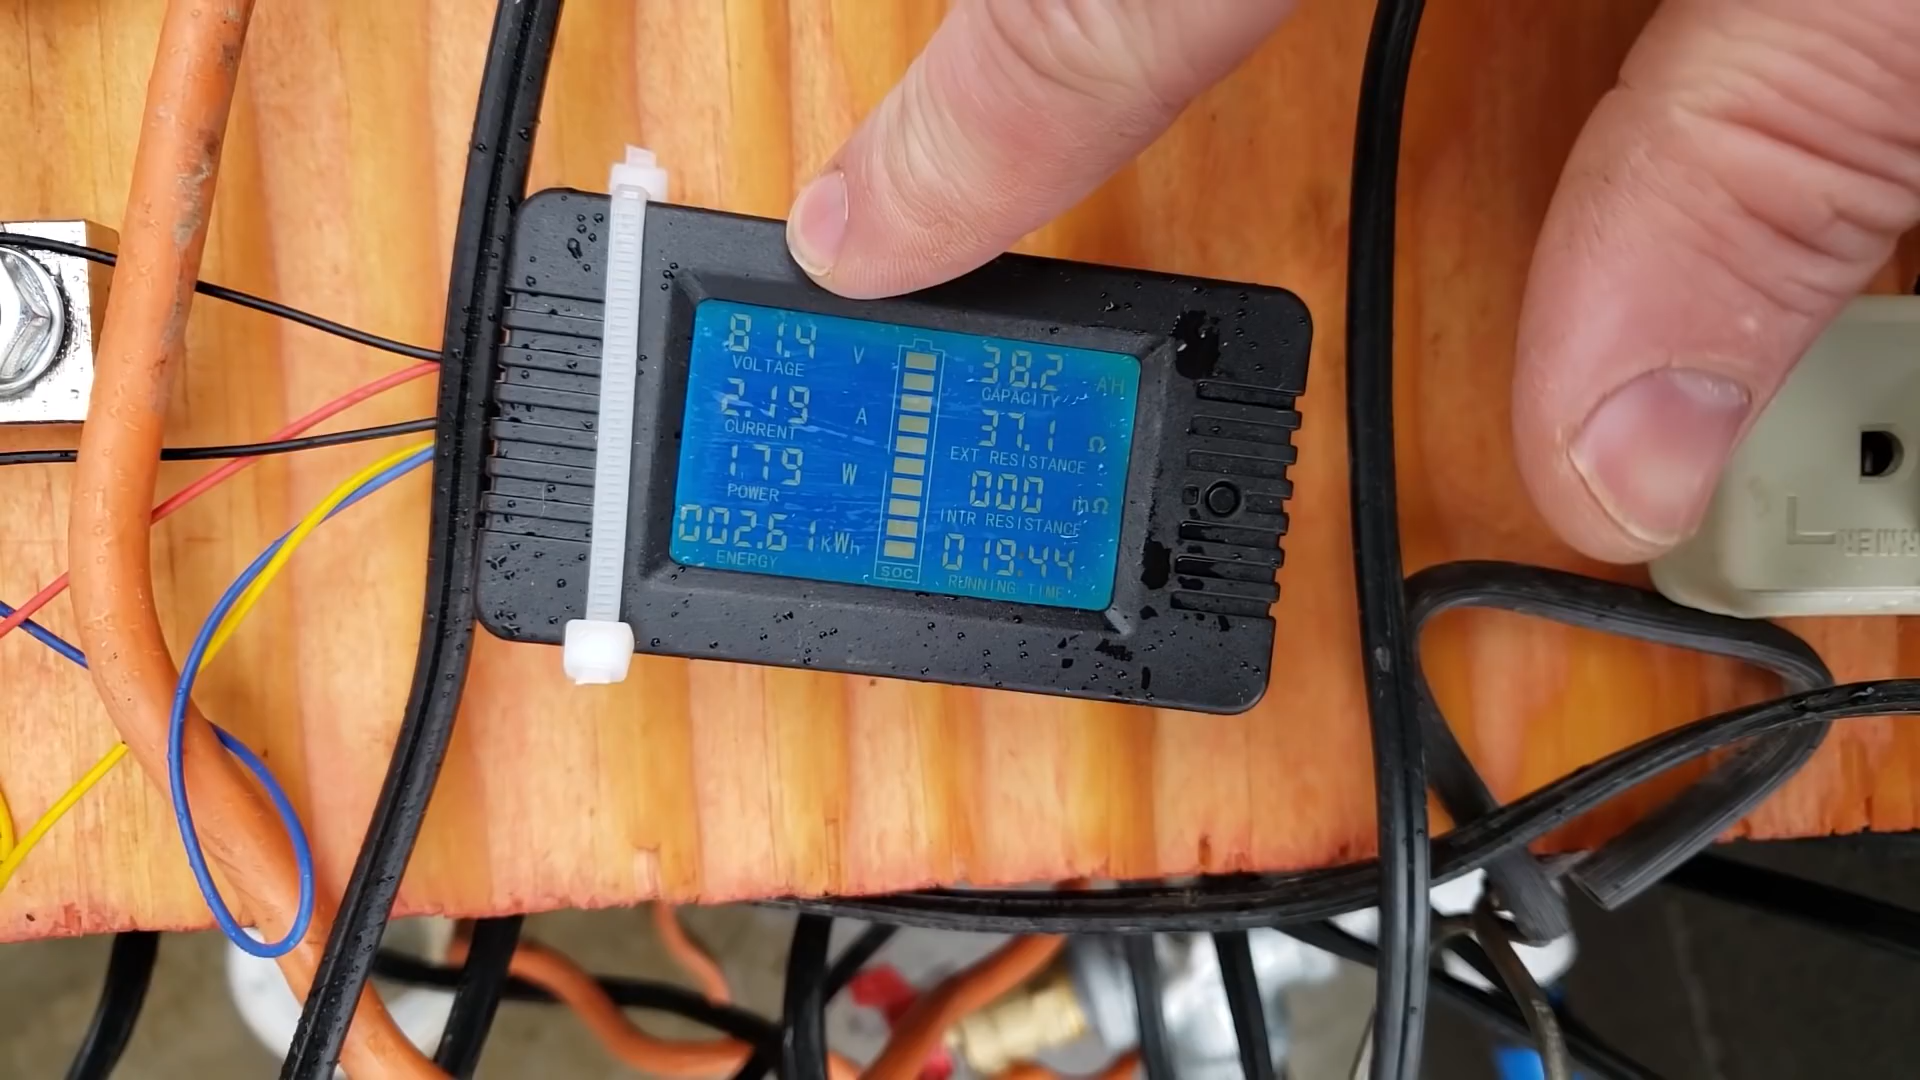 81.4 V
VOLTAGE
2.19 A
CURRENT
179 W
POWER
002.61 kWh
ENERGY
SOC
38.2 AH
CAPACITY
37.1 Ω
EXT RESISTANCE
000 mΩ
INTR RESISTANCE
019:44
RUNNING TIME
L